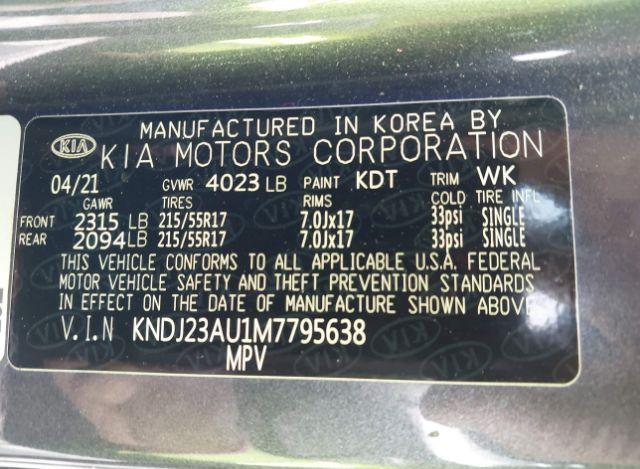 MANUFACTURED IN KOREA BY
KIA KIA MOTORS CORPORATION
04/21 GVWR 4023 LB PAINT KDT TRIM WK
GAWR TIRES RIMS COLD TIRE INFL
FRONT 2315 LB 215/55R17 7.0Jx17 33psi SINGLE
REAR 2094 LB 215/55R17 7.0Jx17 33psi SINGLE
THIS VEHICLE CONFORMS TO ALL APPLICABLE U.S.A. FEDERAL
MOTOR VEHICLE SAFETY AND THEFT PREVENTION STANDARDS
IN EFFECT ON THE DATE OF MANUFACTURE SHOWN ABOVE
V.I.N KNDJ23AU1M7795638
MPV